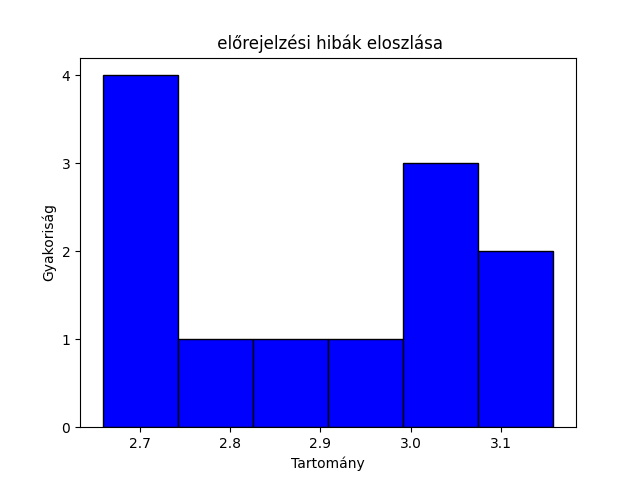 előrejelzési hibák eloszlása
4
3
2
1
0
Gyakoriság
2.7 2.8 2.9 3.0 3.1
Tartomány